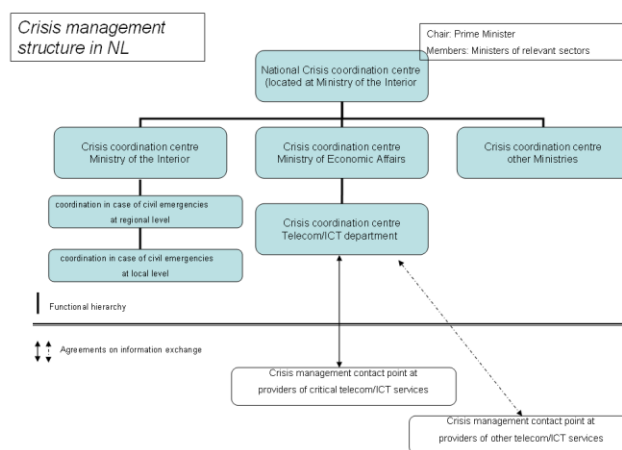 Crisis management
structure in NL
Chair: Prime Minister
Members: Ministers of relevant sectors
National Crisis coordination centre
(located at Ministry of the Interior
Crisis coordination centre
Ministry of the Interior
Crisis coordination centre
Ministry of Economic Affairs
Crisis coordination centre
other Ministries
coordination in case of civil emergencies
at regional level
Crisis coordination centre
Telecom/ICT department
coordination in case of civil emergencies
at local level
Functional hierarchy
Agreements on information exchange
Crisis management contact point at
providers of critical telecom/ICT services
Crisis management contact point at
providers of other telecom/ICT services